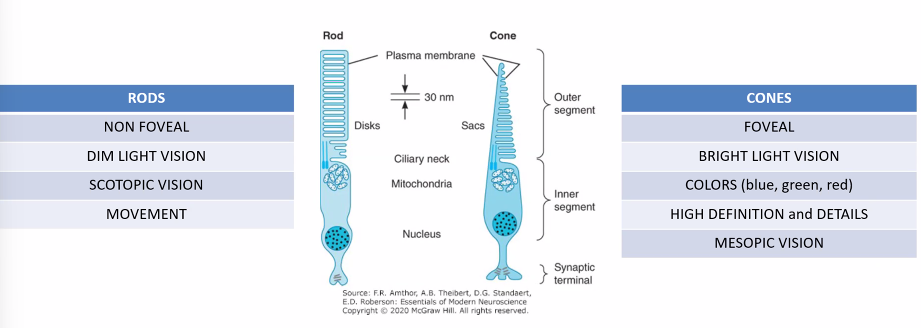 RODS
NON FOVEAL
DIM LIGHT VISION
SCOTOPIC VISION
MOVEMENT
Rod
Cone
Plasma membrane
30 nm
Disks
Sacs
Ciliary neck
Mitochondria
Nucleus
Outer
segment
Inner
segment
Synaptic
terminal
Source: F.R. Amthor, A.B. Theibert, D.G. Standaert,
E.D. Roberson: Essentials of Modern Neuroscience
Copyright © 2020 McGraw Hill. All rights reserved.
CONES
FOVEAL
BRIGHT LIGHT VISION
COLORS (blue, green, red)
HIGH DEFINITION and DETAILS
MESOPIC VISION